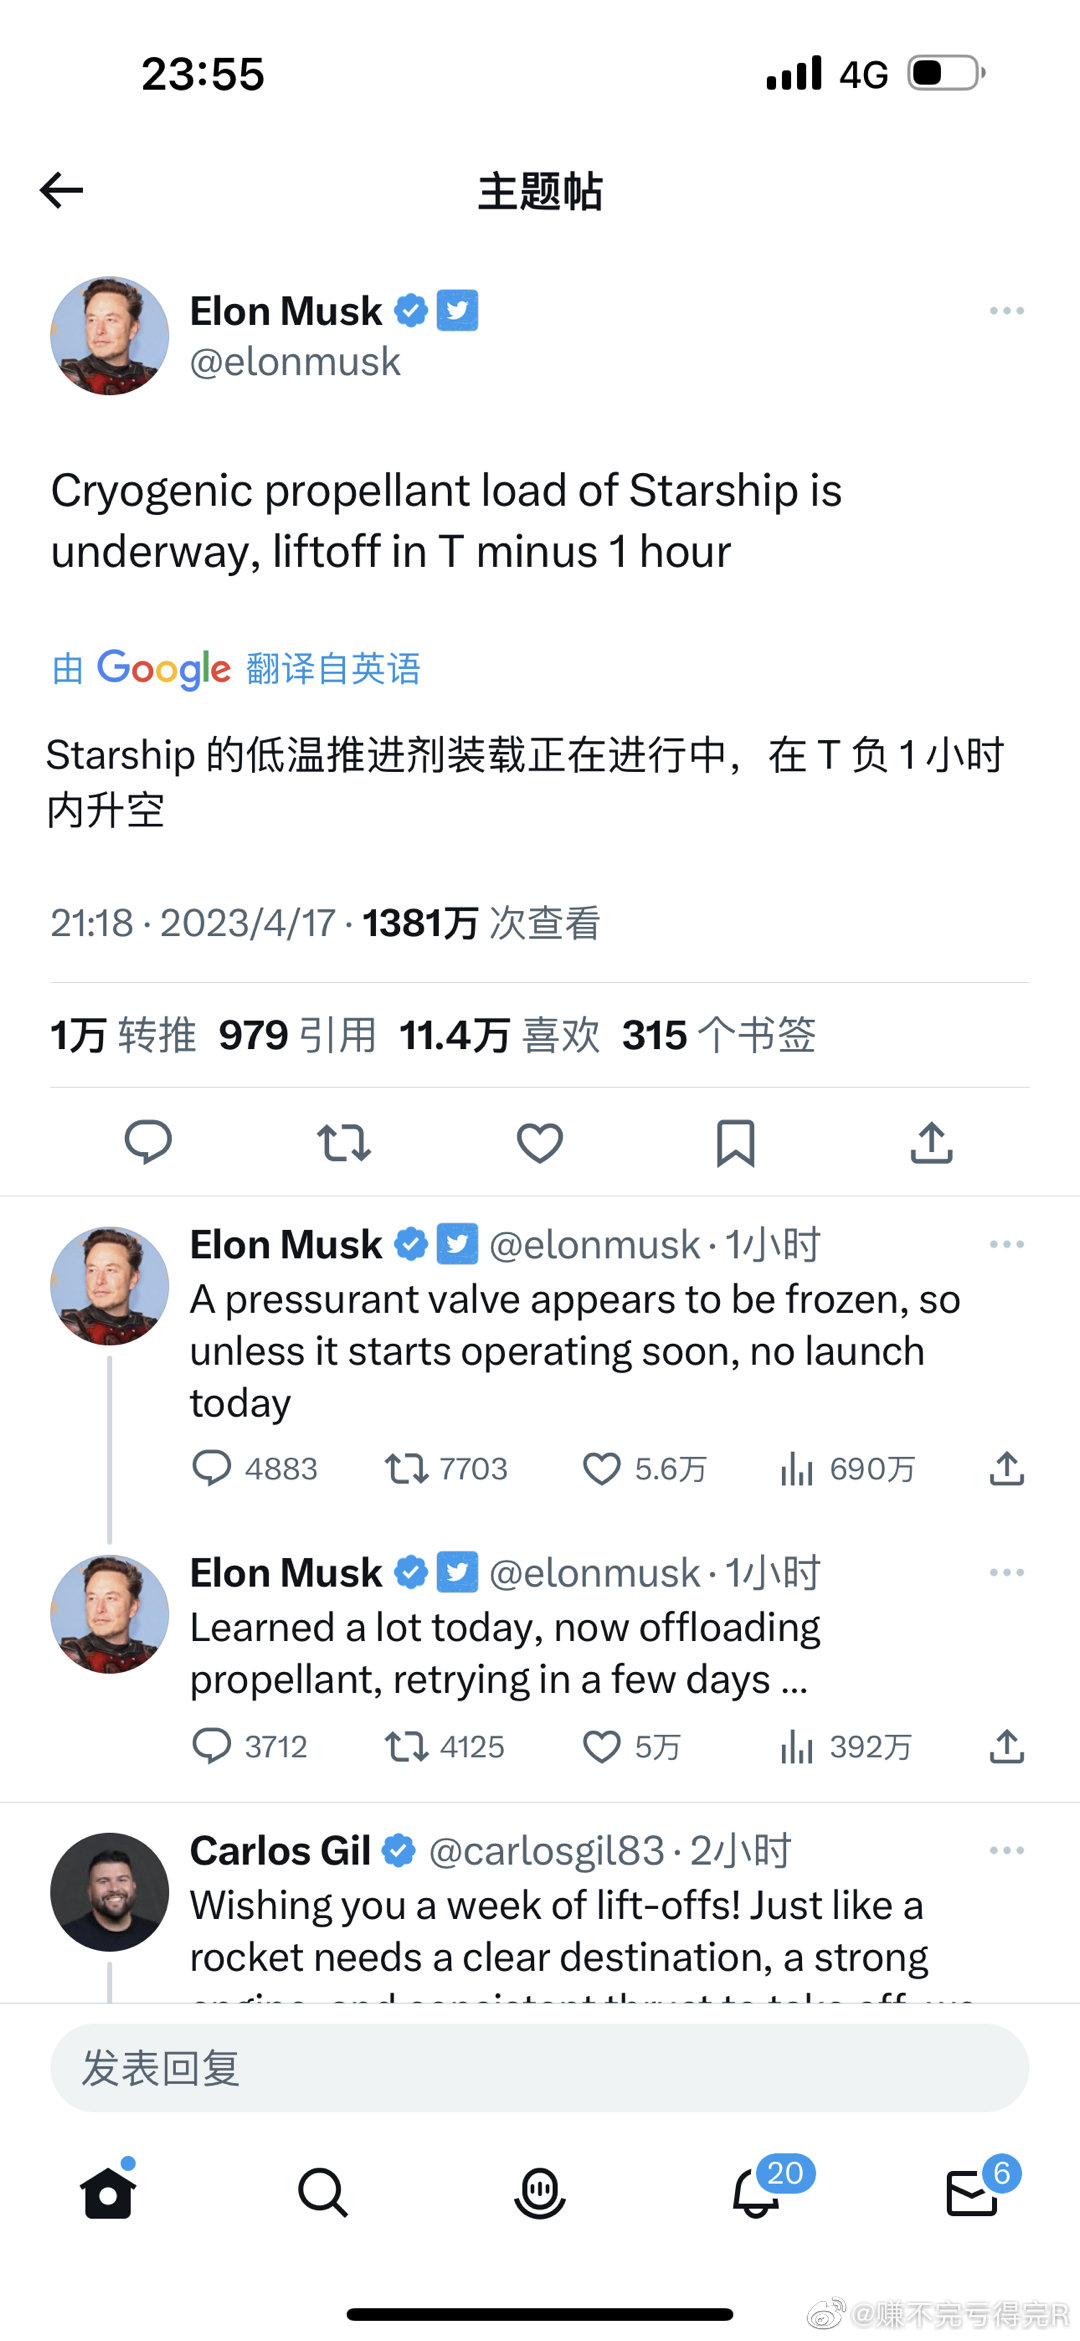 23:55
4G
主题帖
Elon Musk
@elonmusk
Cryogenic propellant load of Starship is
underway, liftoff in T minus 1 hour
由 Google 翻译自英语
Starship 的低温推进剂装载正在进行中，在 T 负 1 小时
内升空
21:18 · 2023/4/17 · 1381万 次查看
1万 转推 979 引用 11.4万 喜欢 315 个书签
Elon Musk @elonmusk · 1小时
A pressurant valve appears to be frozen, so
unless it starts operating soon, no launch
today
4883 7703 5.6万 690万
Elon Musk @elonmusk · 1小时
Learned a lot today, now offloading
propellant, retrying in a few days ...
3712 4125 5万 392万
Carlos Gil @carlosgil83 · 2小时
Wishing you a week of lift-offs! Just like a
rocket needs a clear destination, a strong
engine, and consistent thrust to take off, we
发表回复
20
6
@赚不完亏得完R